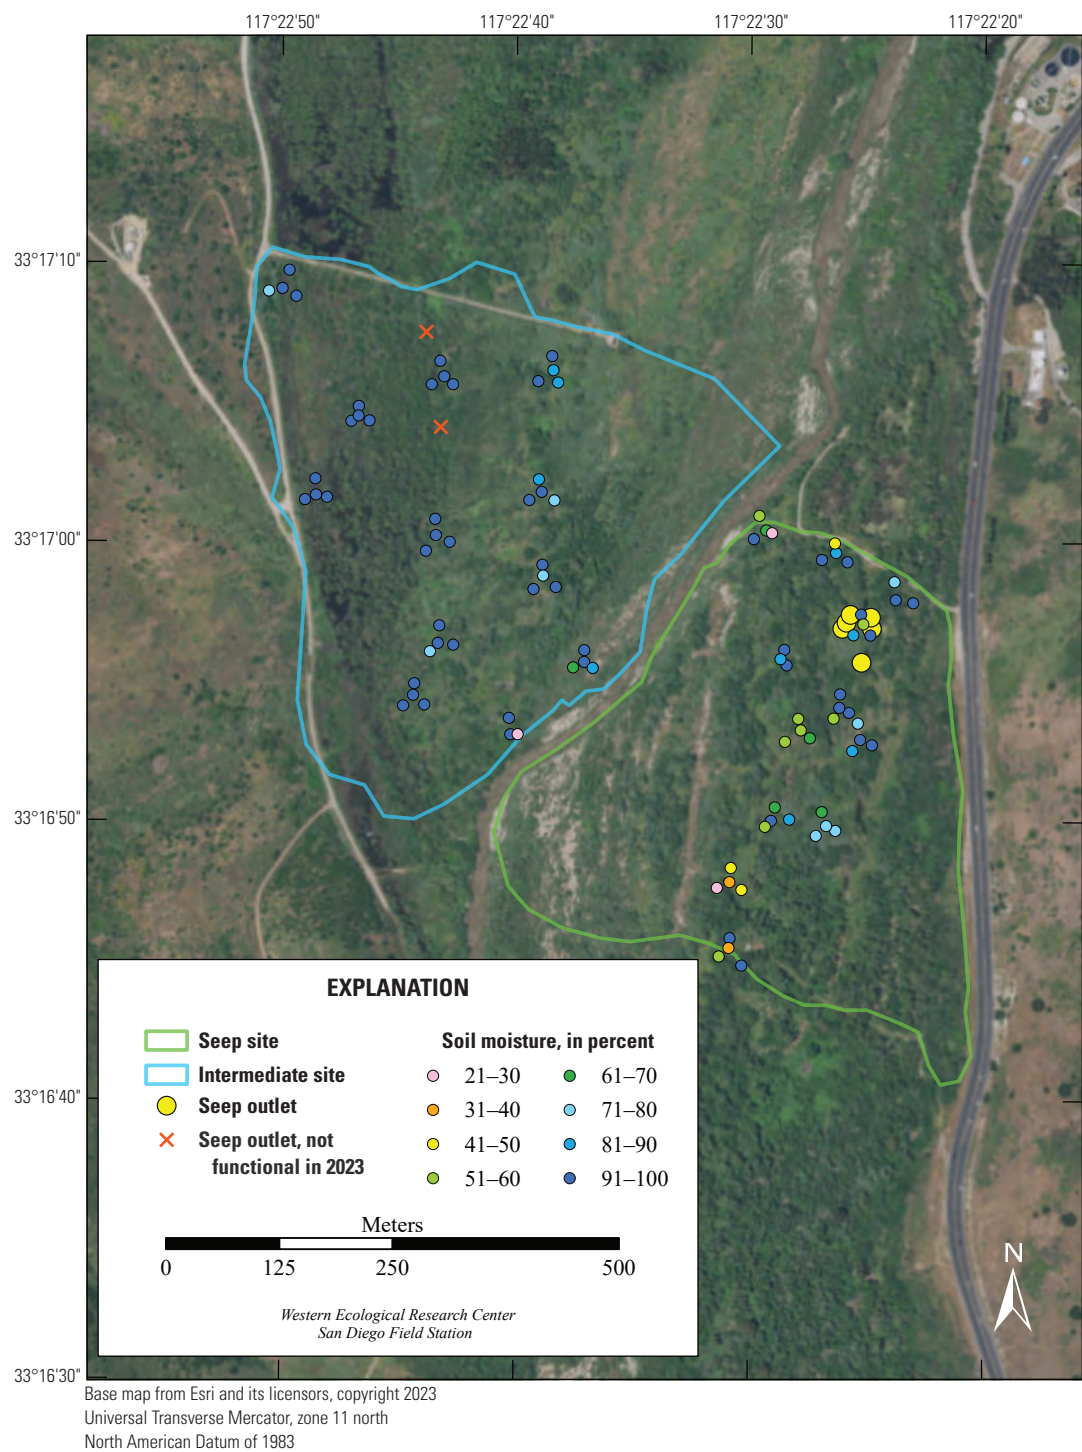 117°22'50" 117°22'40" 117°22'30" 117°22'20"
33°17'10"
33°17'00"
33°16'50"
33°16'40"
33°16'30"
EXPLANATION
Seep site
Intermediate site
Seep outlet
Seep outlet, not
functional in 2023
Soil moisture, in percent
21–30 61–70
31–40 71–80
41–50 81–90
51–60 91–100
Meters
0 125 250 500
Western Ecological Research Center
San Diego Field Station
N
Base map from Esri and its licensors, copyright 2023
Universal Transverse Mercator, zone 11 north
North American Datum of 1983